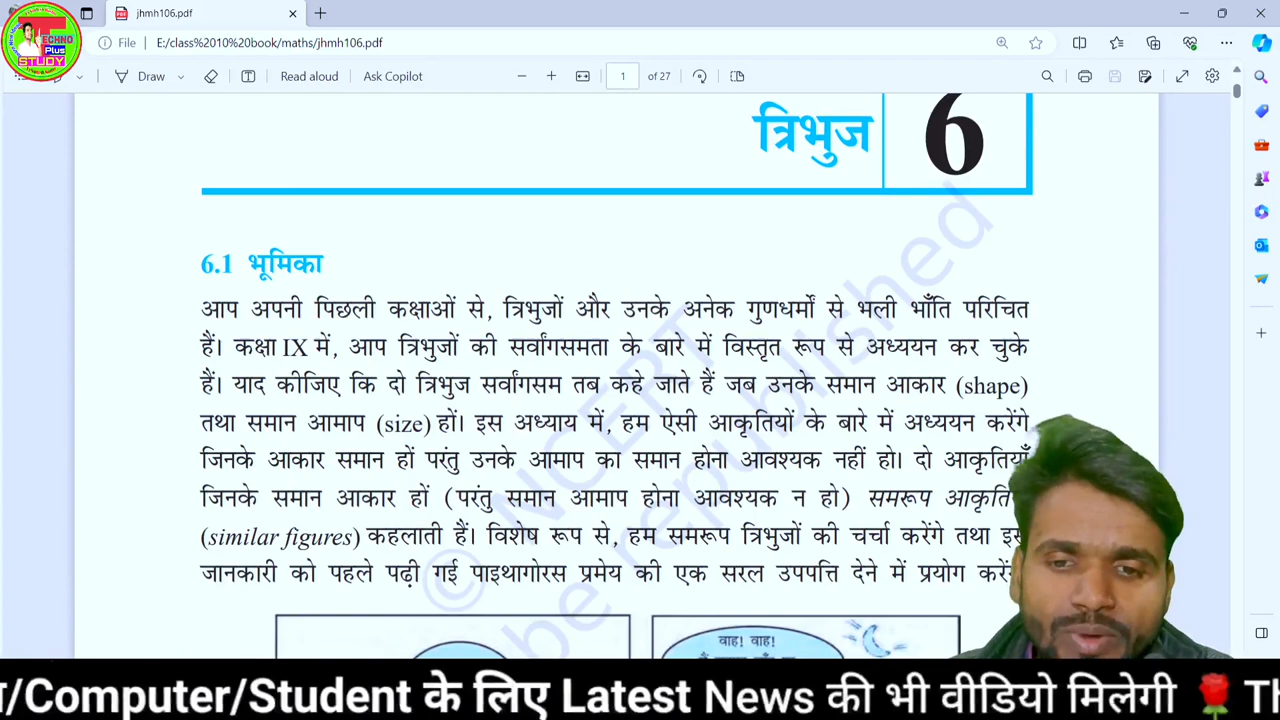 jhmh106.pdf
File E:/class%2010%20book/maths/jhmh106.pdf
Draw Read aloud Ask Copilot 1 of 27
TECHNO
Plus
STUDY
त्रिभुज 6
6.1 भूमिका
आप अपनी पिछली कक्षाओं से, त्रिभुजों और उनके अनेक गुणधर्मों से भली भाँति परिचित
हैं। कक्षा IX में, आप त्रिभुजों की सर्वांगसमता के बारे में विस्तृत रूप से अध्ययन कर चुके
हैं। याद कीजिए कि दो त्रिभुज सर्वांगसम तब कहे जाते हैं जब उनके समान आकार (shape)
तथा समान आमाप (size) हों। इस अध्याय में, हम ऐसी आकृतियों के बारे में अध्ययन करेंगे
जिनके आकार समान हों परंतु उनके आमाप का समान होना आवश्यक नहीं हो। दो आकृतियाँ
जिनके समान आकार हों (परंतु समान आमाप होना आवश्यक न हो) समरूप
(similar figures) कहलाती हैं। विशेष रूप से, हम समरूप त्रिभुजों की चर्चा करेंगे तथा
जानकारी को पहले पढ़ी गई पाइथागोरस प्रमेय की एक सरल उपपत्ति देने में प्रयोग
© NCERT
be republished
वाह! वाह!
/Computer/Student के लिए Latest News की भी वीडियो मिलेगी 🌹